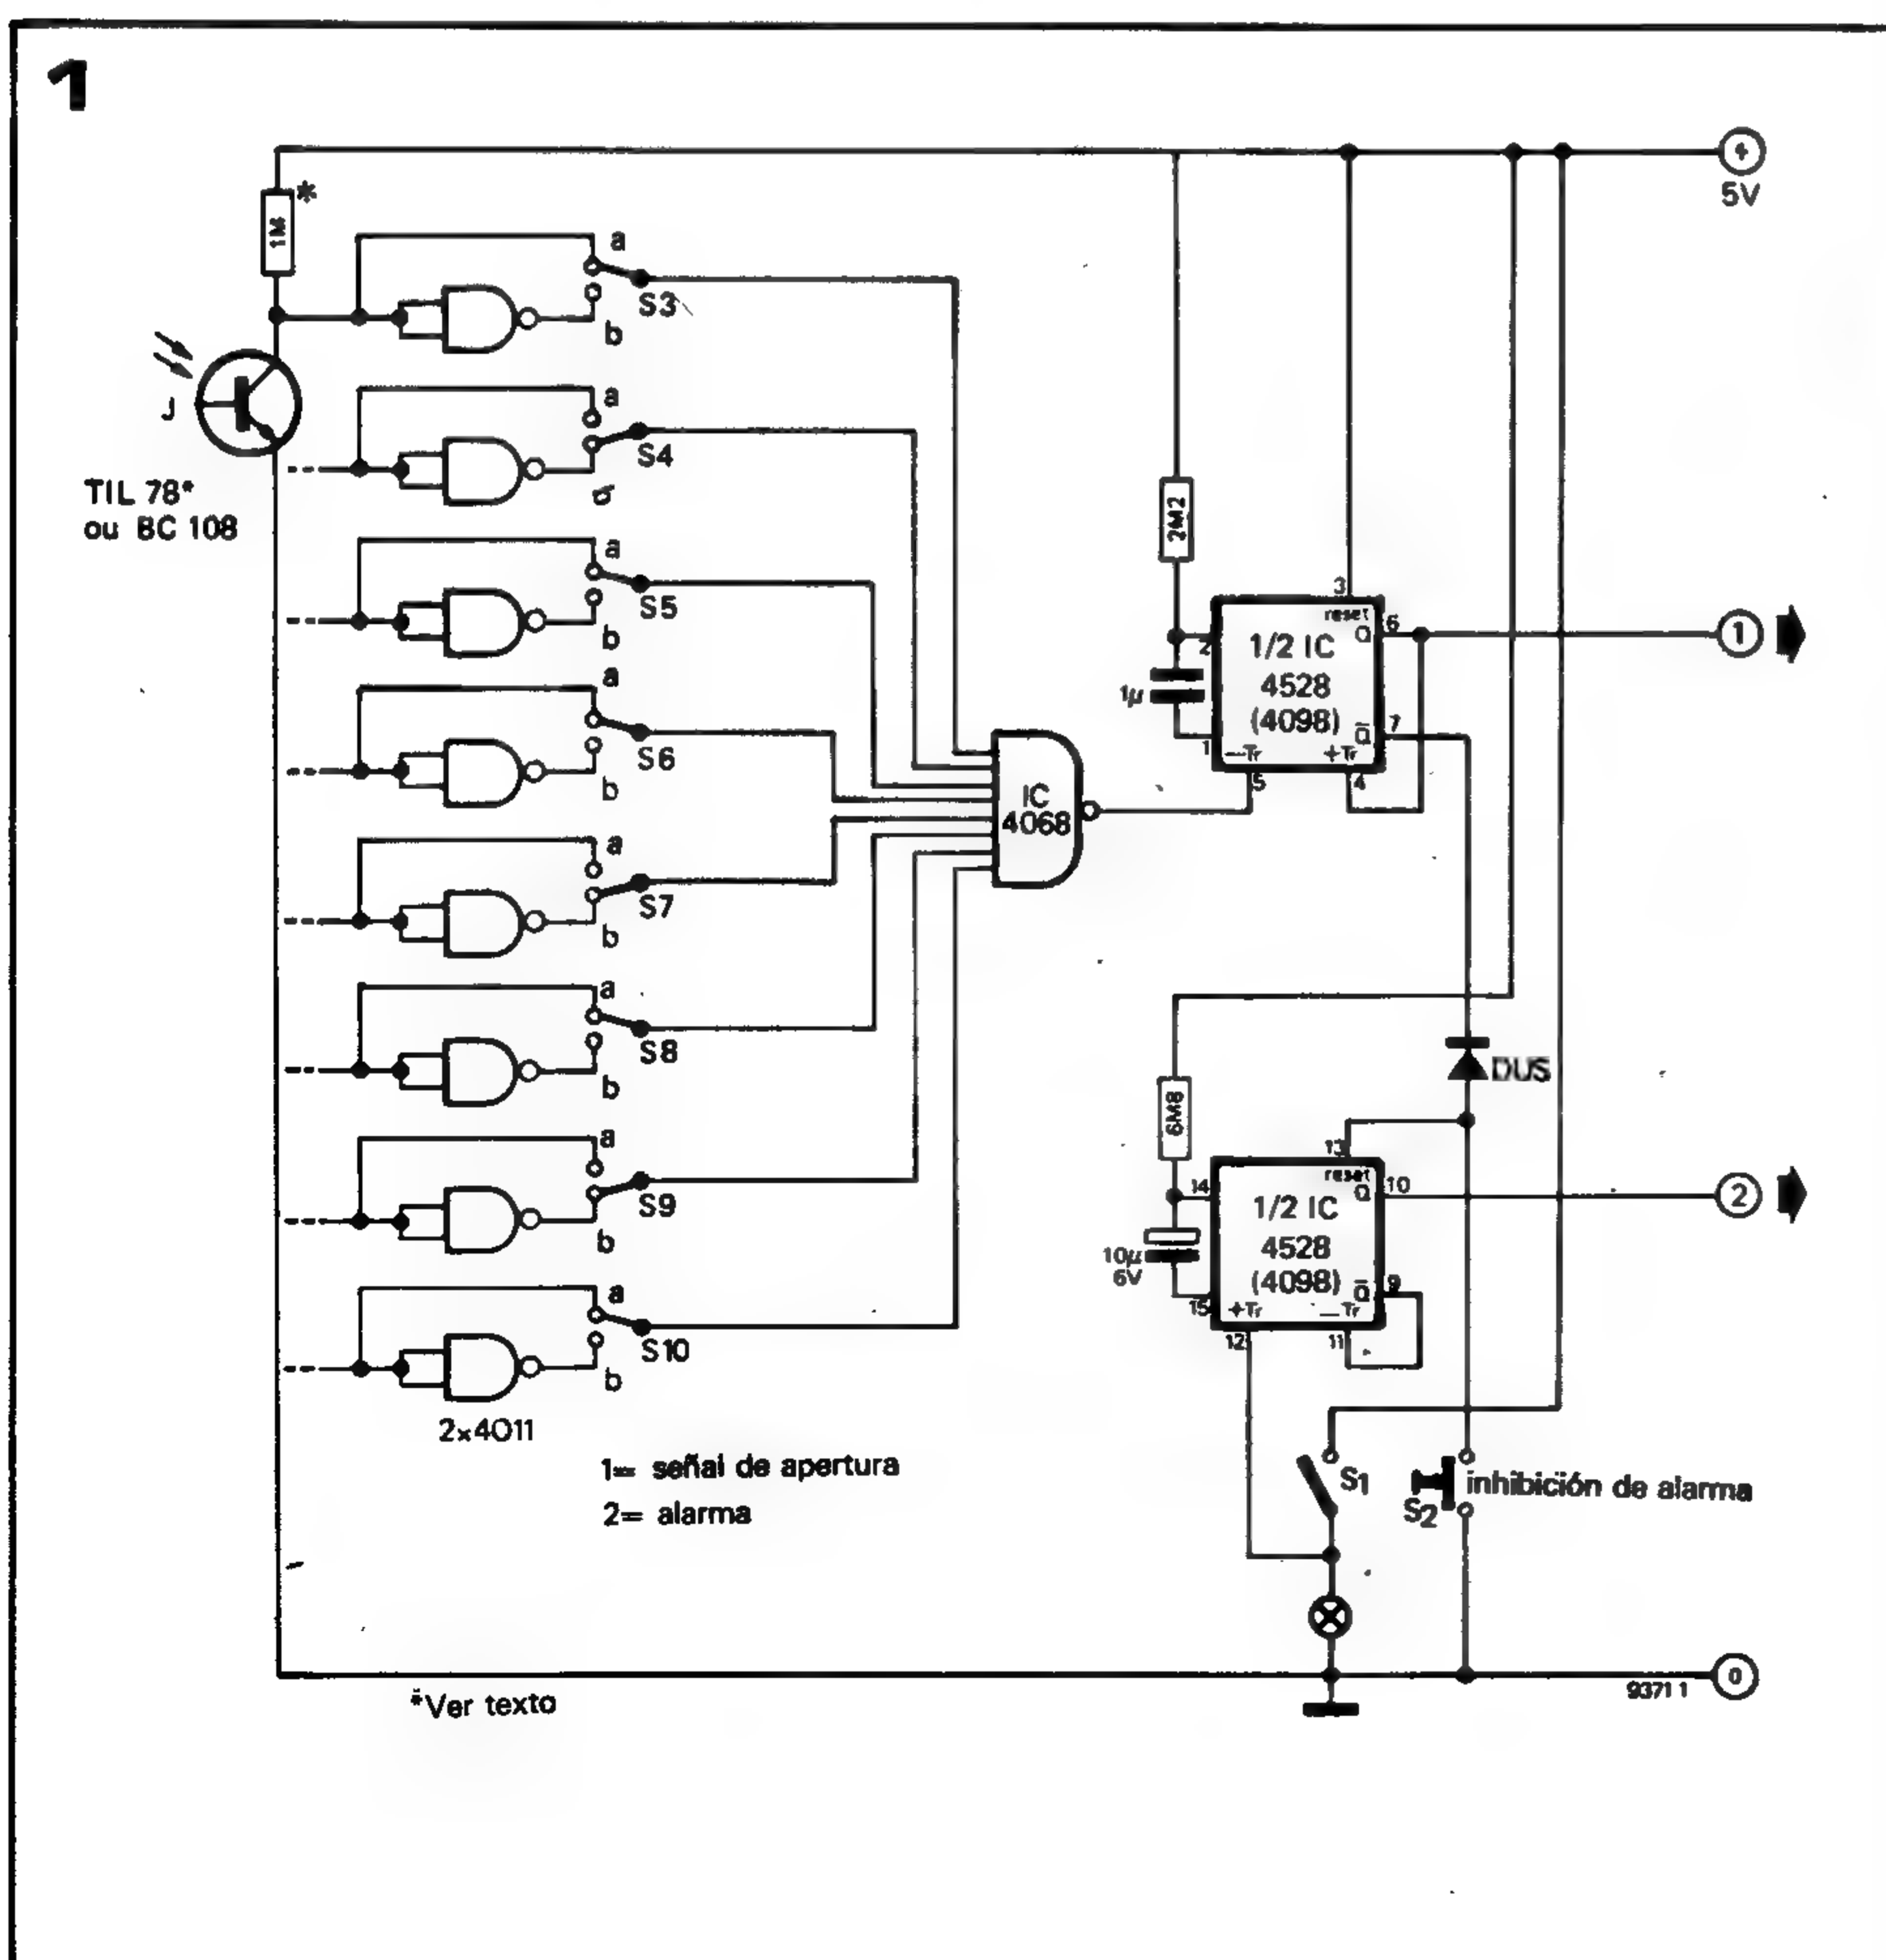 1
+
5V
*
1M
a
S3
b
J
TIL 78*
ou BC 108
a
S4
b
a
S5
b
a
S6
b
a
S7
b
a
S8
b
a
S9
b
a
S10
b
2x4011
IC
4068
2M2
1µ
3
reset
2
1/2 IC
Q
6
4528
(4098)
Q̅
7
1
—Tr
+Tr
5
4
1
DUS
6M8
13
reset
14
1/2 IC
Q
10
4528
(4098)
Q̅
9
10µ
6V
15
+Tr
—Tr
12
11
2
S1
S2
inhibición de alarma
1= señal de apertura
2= alarma
*Ver texto
9371 1
0